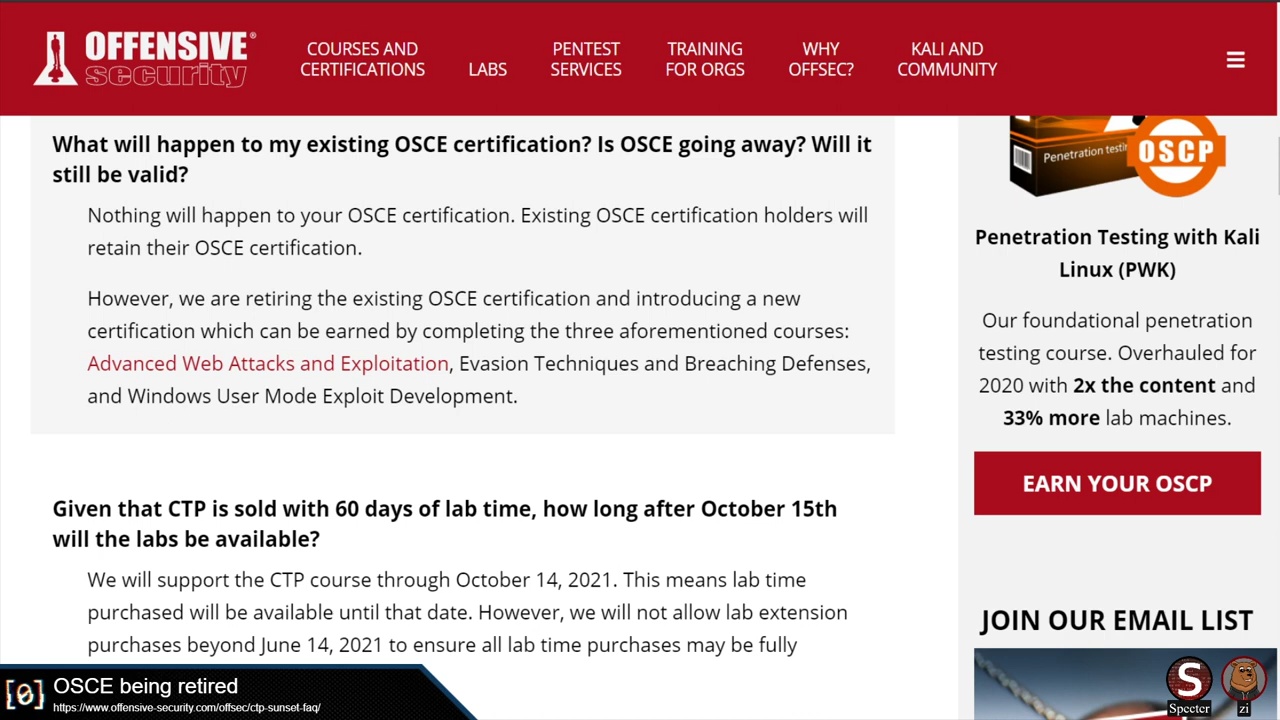 OFFENSIVE®
security
COURSES AND
CERTIFICATIONS
LABS
PENTEST
SERVICES
TRAINING
FOR ORGS
WHY
OFFSEC?
KALI AND
COMMUNITY
What will happen to my existing OSCE certification? Is OSCE going away? Will it
still be valid?
Nothing will happen to your OSCE certification. Existing OSCE certification holders will
retain their OSCE certification.
However, we are retiring the existing OSCE certification and introducing a new
certification which can be earned by completing the three aforementioned courses:
Advanced Web Attacks and Exploitation, Evasion Techniques and Breaching Defenses,
and Windows User Mode Exploit Development.
Given that CTP is sold with 60 days of lab time, how long after October 15th
will the labs be available?
We will support the CTP course through October 14, 2021. This means lab time
purchased will be available until that date. However, we will not allow lab extension
purchases beyond June 14, 2021 to ensure all lab time purchases may be fully
Penetration testin
OSCP
Penetration Testing with Kali
Linux (PWK)
Our foundational penetration
testing course. Overhauled for
2020 with 2x the content and
33% more lab machines.
EARN YOUR OSCP
JOIN OUR EMAIL LIST
[0]
OSCE being retired
https://www.offensive-security.com/offsec/ctp-sunset-faq/
S
Specter
zi